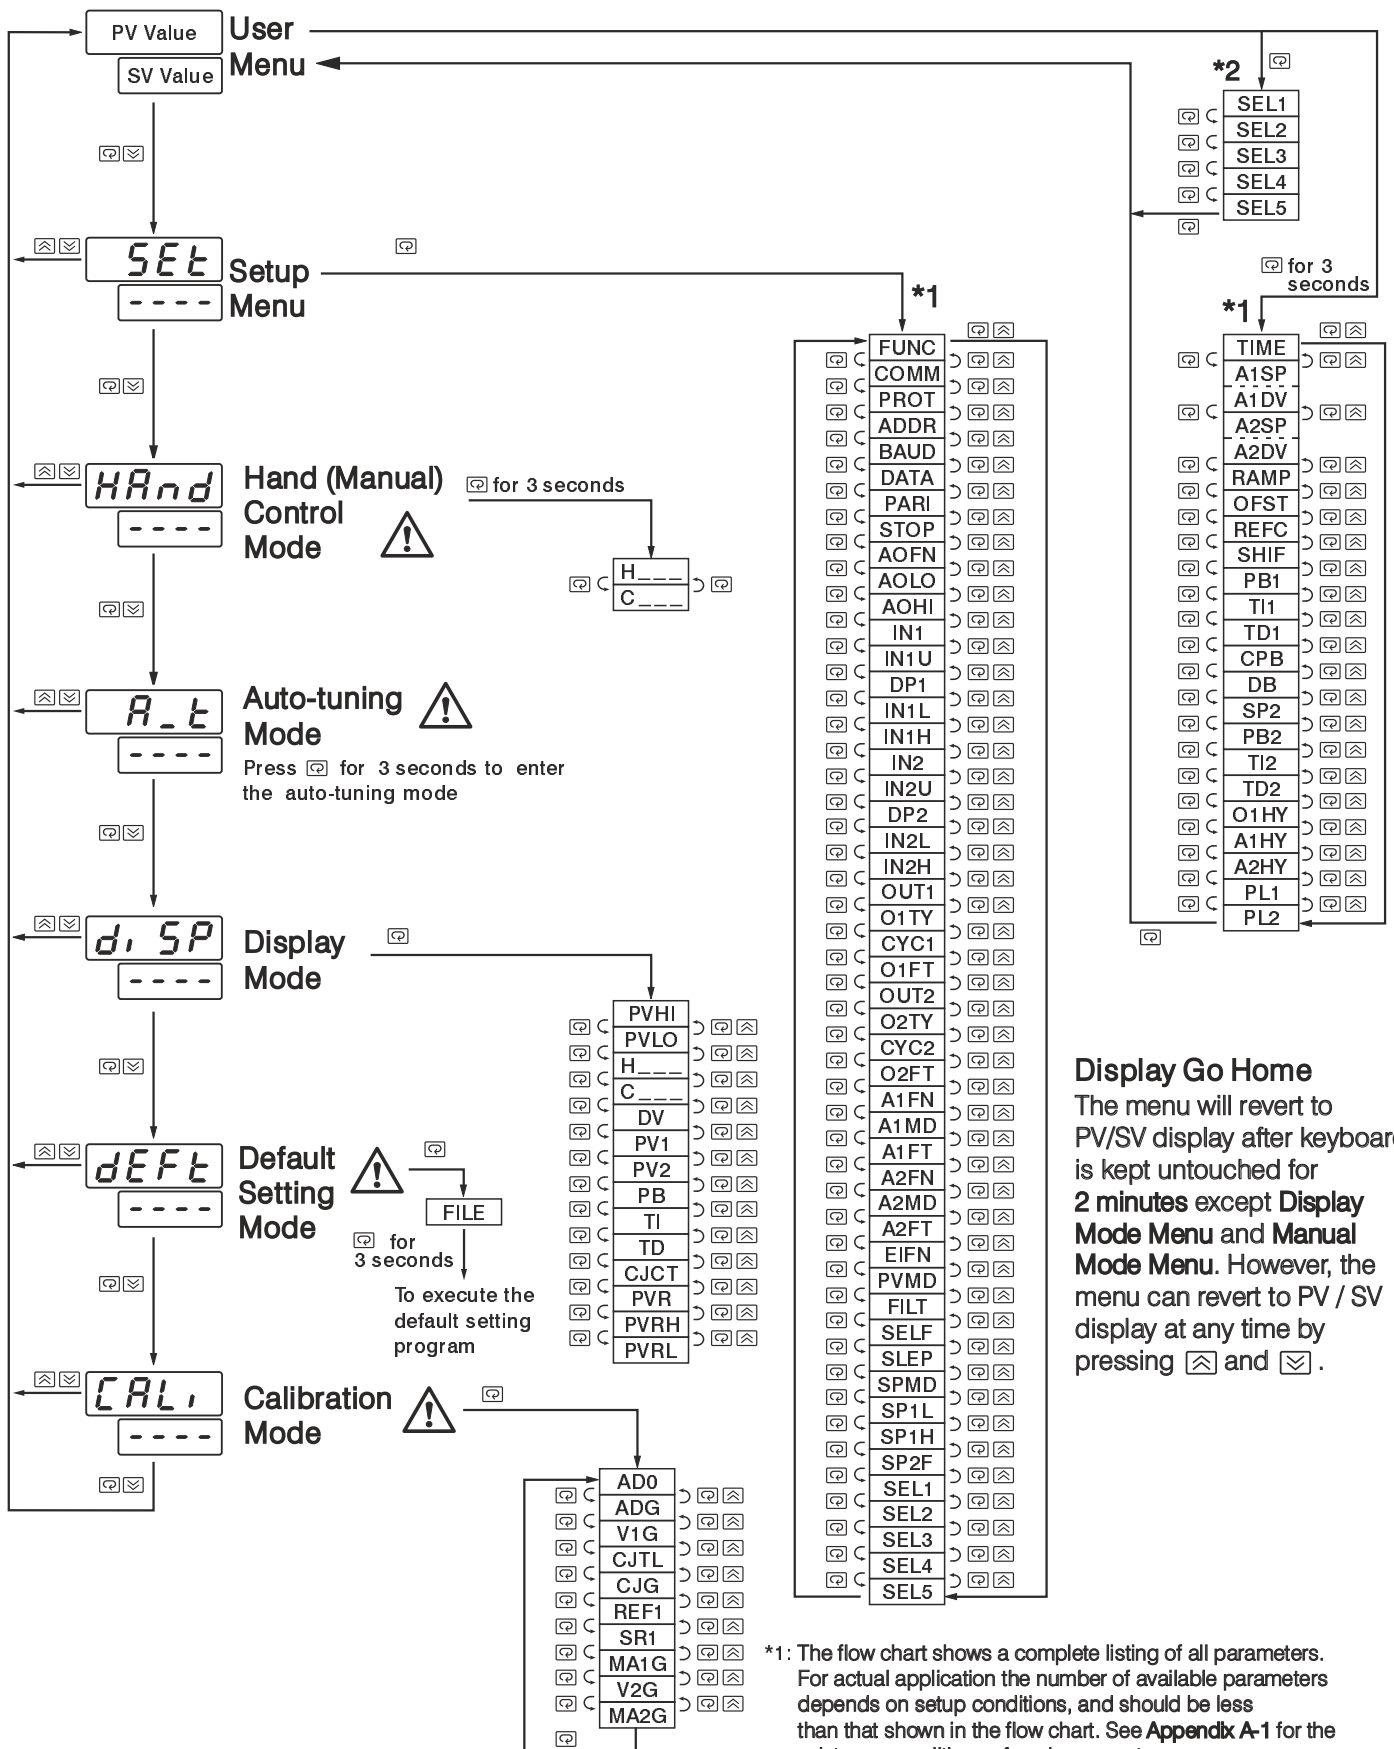 PV Value
SV Value
User
Menu
*2
SEL1
SEL2
SEL3
SEL4
SEL5
for 3
seconds
SEt
- - - -
Setup
Menu
*1
FUNC
COMM
PROT
ADDR
BAUD
DATA
PARI
STOP
AOFN
AOLO
AOHI
IN1
IN1U
DP1
IN1L
IN1H
IN2
IN2U
DP2
IN2L
IN2H
OUT1
O1TY
CYC1
O1FT
OUT2
O2TY
CYC2
O2FT
A1FN
A1MD
A1FT
A2FN
A2MD
A2FT
EIFN
PVMD
FILT
SELF
SLEP
SPMD
SP1L
SP1H
SP2F
SEL1
SEL2
SEL3
SEL4
SEL5
*1
TIME
A1SP
A1DV
A2SP
A2DV
RAMP
OFST
REFC
SHIF
PB1
TI1
TD1
CPB
DB
SP2
PB2
TI2
TD2
O1HY
A1HY
A2HY
PL1
PL2
HAnd
- - - -
Hand (Manual)
Control
Mode
for 3 seconds
H_ _ _
C_ _ _
A_t
- - - -
Auto-tuning
Mode
Press for 3 seconds to enter
the auto-tuning mode
di SP
- - - -
Display
Mode
PVHI
PVLO
H_ _ _
C_ _ _
DV
PV1
PV2
PB
TI
TD
CJCT
PVR
PVRH
PVRL
dEFt
- - - -
Default
Setting
Mode
FILE
for
3 seconds
To execute the
default setting
program
CALi
- - - -
Calibration
Mode
AD0
ADG
V1G
CJTL
CJG
REF1
SR1
MA1G
V2G
MA2G
Display Go Home
The menu will revert to
PV/SV display after keyboar
is kept untouched for
2 minutes except Display
Mode Menu and Manual
Mode Menu. However, the
menu can revert to PV / SV
display at any time by
pressing and .
*1: The flow chart shows a complete listing of all parameters.
For actual application the number of available parameters
depends on setup conditions, and should be less
than that shown in the flow chart. See Appendix A-1 for the